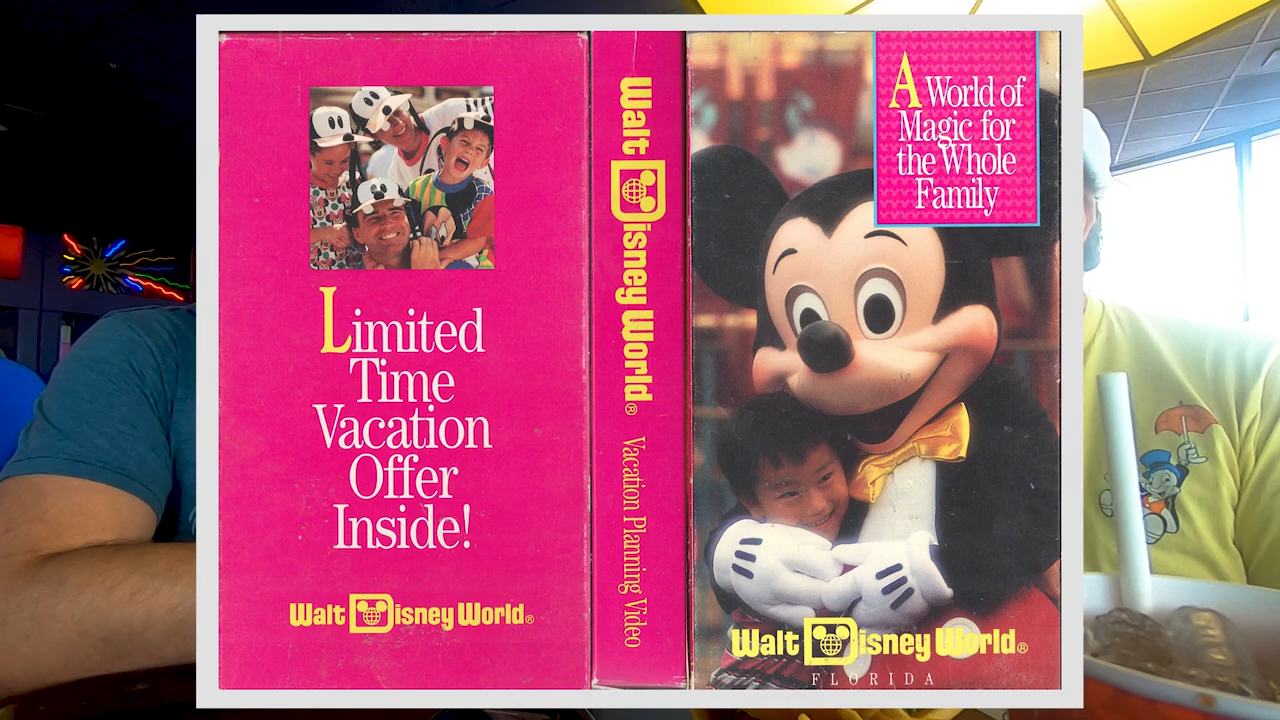 Limited
Time
Vacation
Offer
Inside!
Walt Disney World®
Walt Disney World® Vacation Planning Video
A World of
Magic for
the Whole
Family
Walt Disney World®
FLORIDA